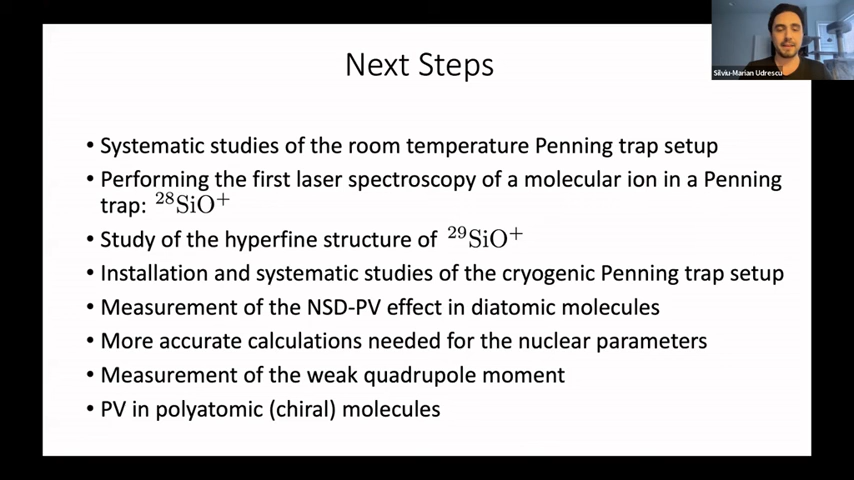 Silviu-Marian Udrescu
Next Steps
• Systematic studies of the room temperature Penning trap setup
• Performing the first laser spectroscopy of a molecular ion in a Penning
trap: ²⁸SiO⁺
• Study of the hyperfine structure of ²⁹SiO⁺
• Installation and systematic studies of the cryogenic Penning trap setup
• Measurement of the NSD-PV effect in diatomic molecules
• More accurate calculations needed for the nuclear parameters
• Measurement of the weak quadrupole moment
• PV in polyatomic (chiral) molecules